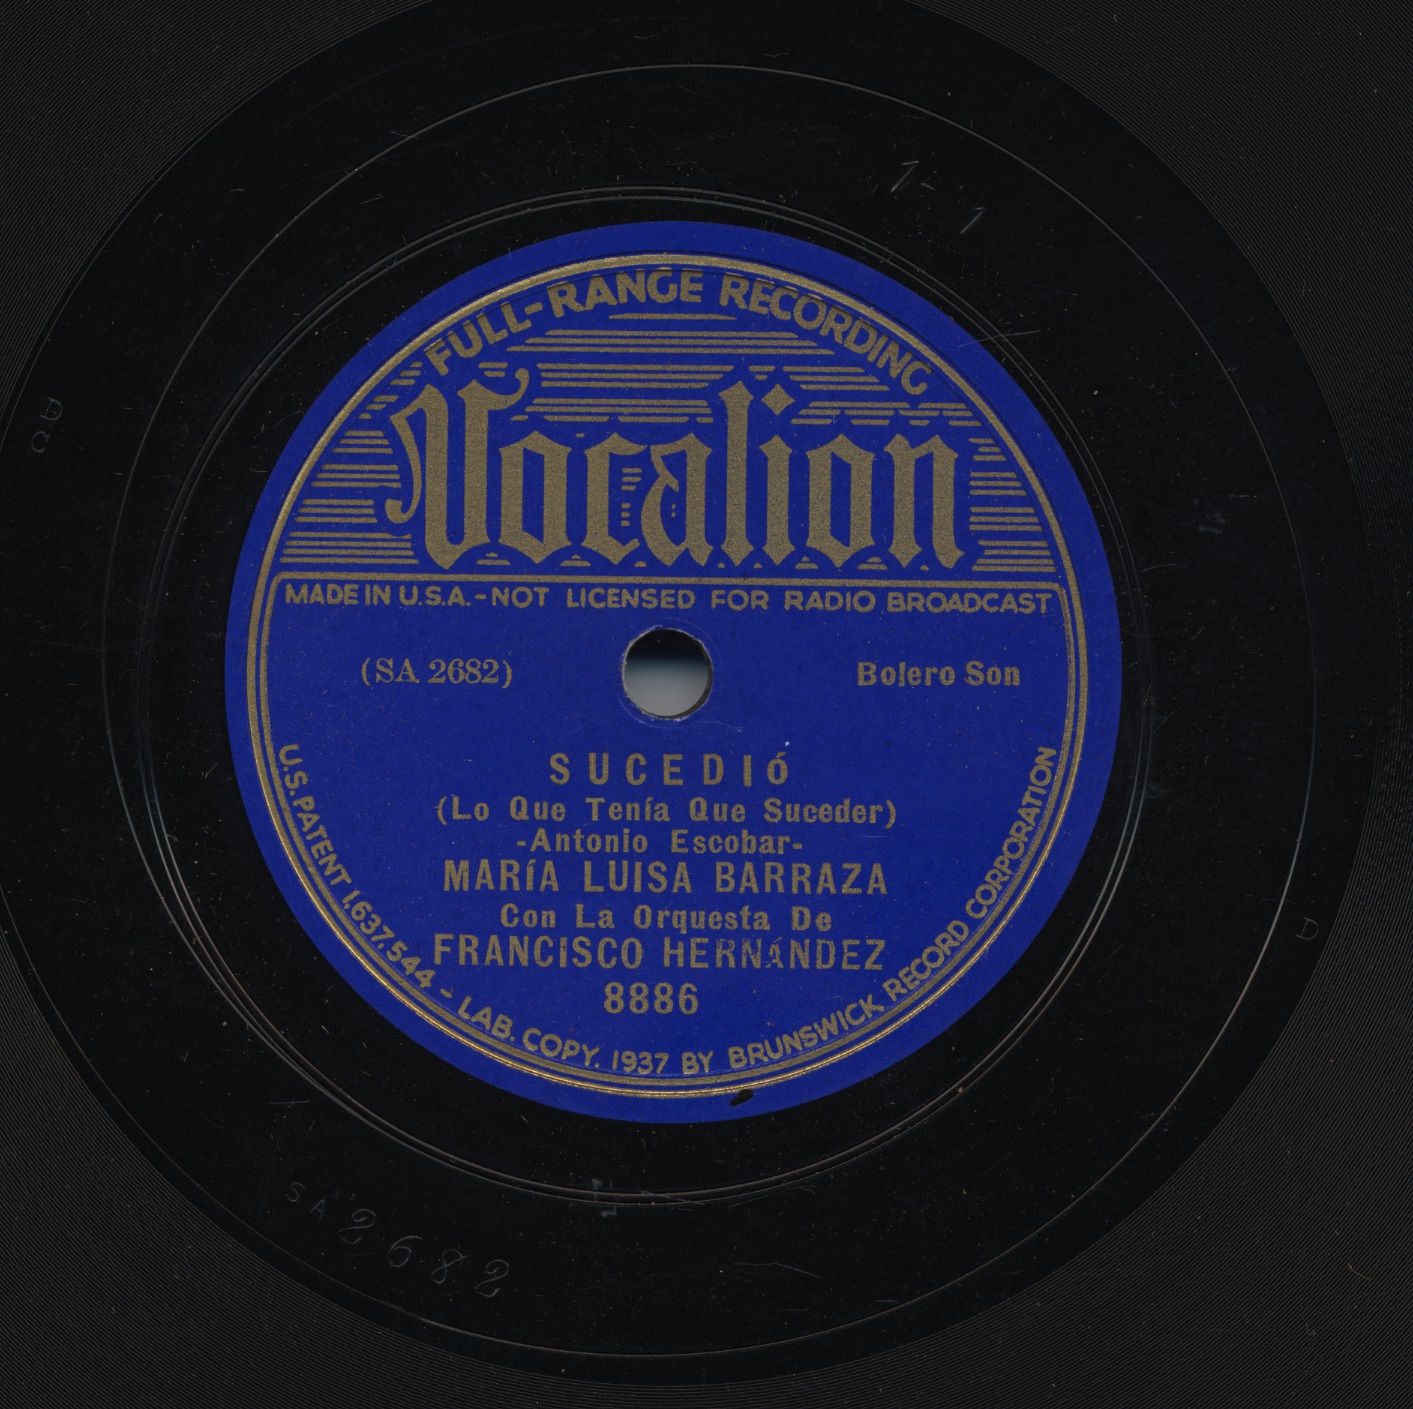 FULL-RANGE RECORDING
Vocalion
MADE IN U.S.A.-NOT LICENSED FOR RADIO BROADCAST
(SA 2682)
Bolero Son
SUCEDIÓ
(Lo Que Tenía Que Suceder)
-Antonio Escobar-
MARÍA LUISA BARRAZA
Con La Orquesta De
FRANCISCO HERNÁNDEZ
8886
U.S. PATENT 1,637,544 - LAB. COPY. 1937 BY BRUNSWICK RECORD CORPORATION
1-1
D
SA 2682